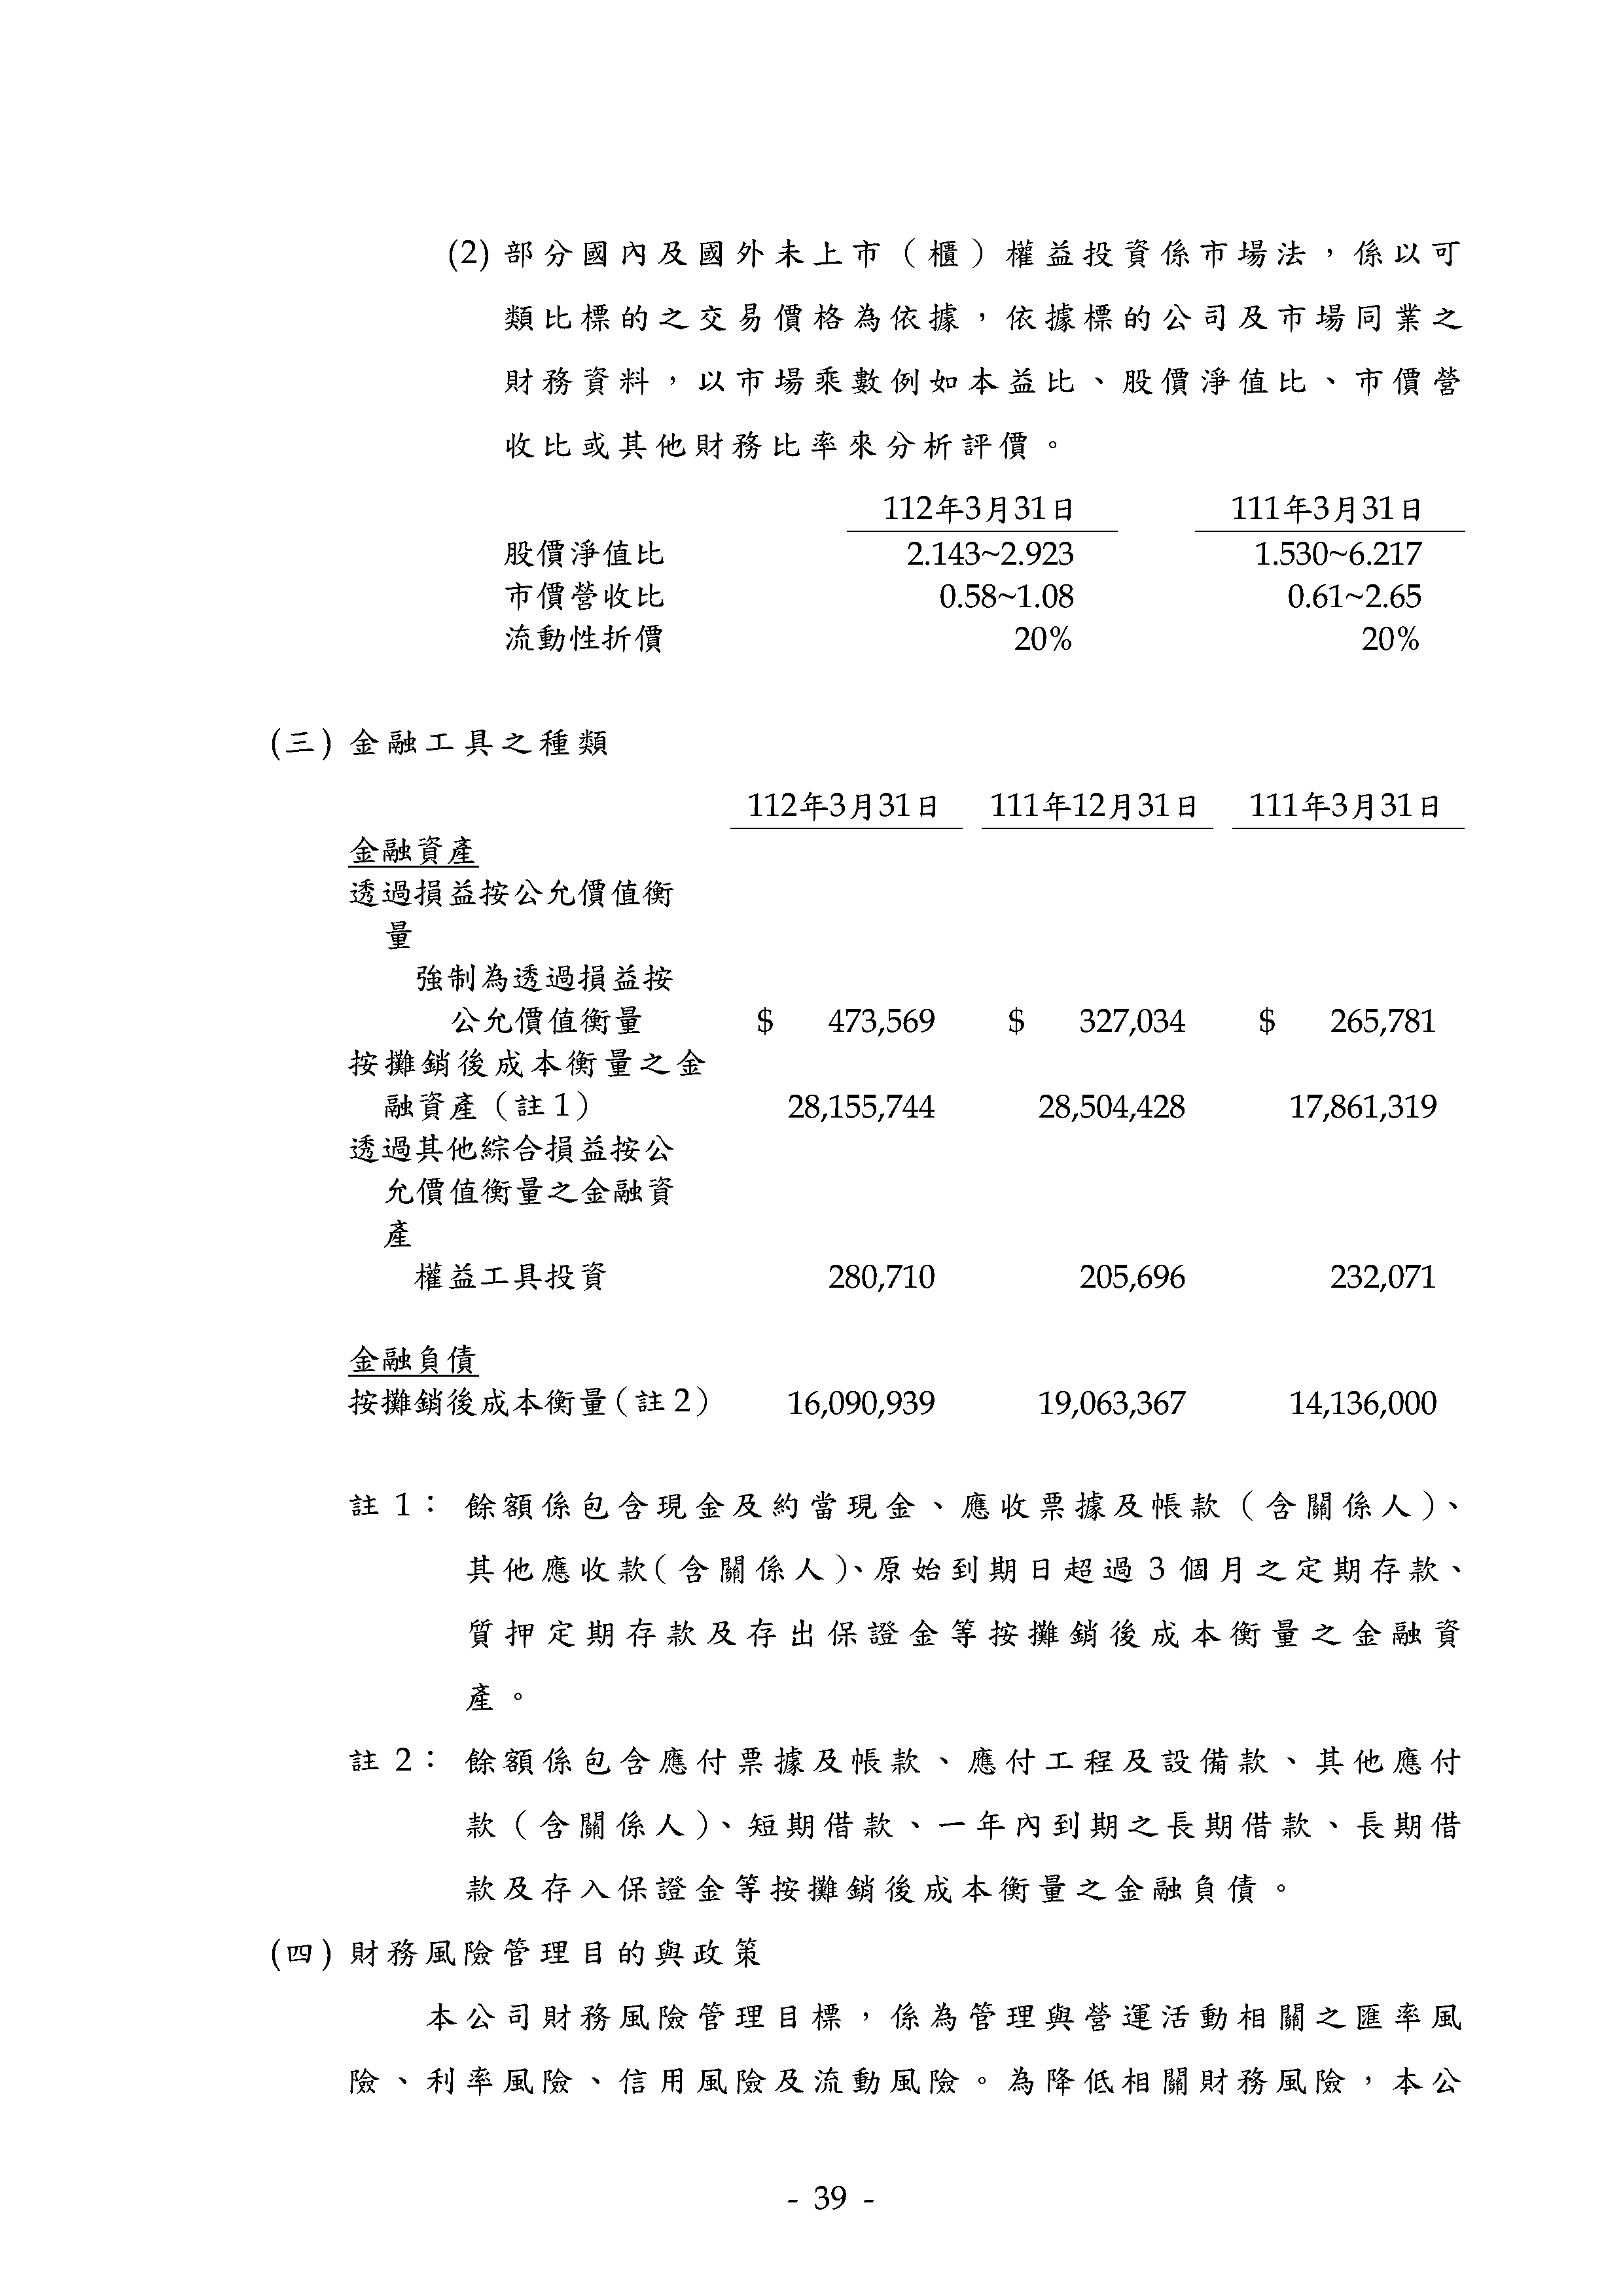 (2) 部分國內及國外未上市（櫃）權益投資係市場法，係以可
類比標的之交易價格為依據，依據標的公司及市場同業之
財務資料，以市場乘數例如本益比、股價淨值比、市價營
收比或其他財務比率來分析評價。
112年3月31日 111年3月31日
股價淨值比 2.143~2.923 1.530~6.217
市價營收比 0.58~1.08 0.61~2.65
流動性折價 20% 20%
(三) 金融工具之種類
112年3月31日 111年12月31日 111年3月31日
金融資產
透過損益按公允價值衡
量
強制為透過損益按
公允價值衡量 $ 473,569 $ 327,034 $ 265,781
按攤銷後成本衡量之金
融資產（註1） 28,155,744 28,504,428 17,861,319
透過其他綜合損益按公
允價值衡量之金融資
產
權益工具投資 280,710 205,696 232,071
金融負債
按攤銷後成本衡量（註2） 16,090,939 19,063,367 14,136,000
註 1： 餘額係包含現金及約當現金、應收票據及帳款（含關係人）、
其他應收款（含關係人）、原始到期日超過 3 個月之定期存款、
質押定期存款及存出保證金等按攤銷後成本衡量之金融資
產。
註 2： 餘額係包含應付票據及帳款、應付工程及設備款、其他應付
款（含關係人）、短期借款、一年內到期之長期借款、長期借
款及存入保證金等按攤銷後成本衡量之金融負債。
(四) 財務風險管理目的與政策
本公司財務風險管理目標，係為管理與營運活動相關之匯率風
險、利率風險、信用風險及流動風險。為降低相關財務風險，本公
- 39 -